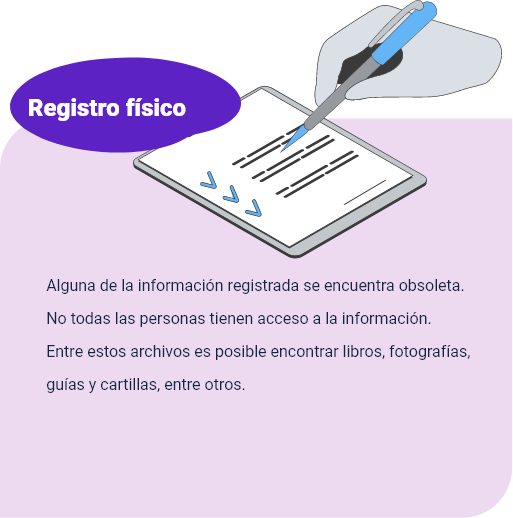 Registro físico
Alguna de la información registrada se encuentra obsoleta.
No todas las personas tienen acceso a la información.
Entre estos archivos es posible encontrar libros, fotografías,
guías y cartillas, entre otros.